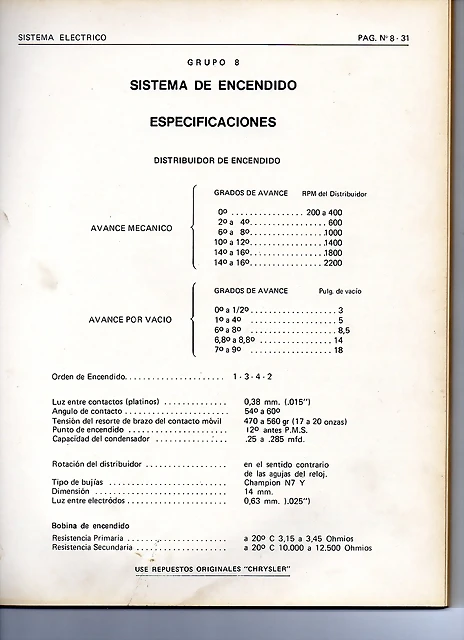 SISTEMA ELECTRICO PAG. Nº 8 - 31
GRUPO 8
SISTEMA DE ENCENDIDO
ESPECIFICACIONES
DISTRIBUIDOR DE ENCENDIDO
GRADOS DE AVANCE RPM del Distribuidor
AVANCE MECANICO
0º ................ 200 a 400
2º a 4º ................ 600
6º a 8º ................ 1000
10º a 12º ................ 1400
14º a 16º ................ 1800
14º a 16º ................ 2200
GRADOS DE AVANCE Pulg. de vacío
AVANCE POR VACIO
0º a 1/2º ................ 3
1º a 4º ................ 5
6º a 8º ................ 8,5
6,8º a 8,8º ................ 14
7º a 9º ................ 18
Orden de Encendido ................ 1 - 3 - 4 - 2
Luz entre contactos (platinos) ................ 0,38 mm. (.015")
Angulo de contacto ................ 54º a 60º
Tensión del resorte de brazo del contacto móvil 470 a 560 gr (17 a 20 onzas)
Punto de encendido ................ 12º antes P.M.S.
Capacidad del condensador ................ .25 a .285 mfd.
Rotación del distribuidor ................ en el sentido contrario
de las agujas del reloj.
Tipo de bujías ................ Champion N7 Y
Dimensión ................ 14 mm.
Luz entre electródos ................ 0,63 mm. (.025")
Bobina de encendido
Resistencia Primaria ................ a 20º C 3,15 a 3,45 Ohmios
Resistencia Secundaria ................ a 20º C 10.000 a 12.500 Ohmios
USE REPUESTOS ORIGINALES "CHRYSLER"